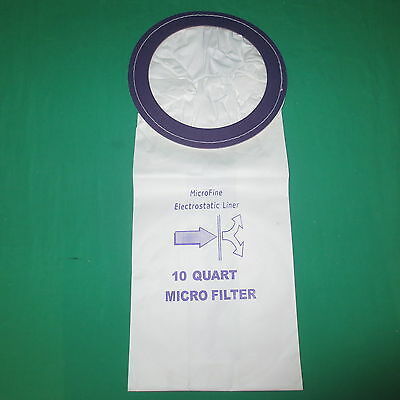 MicroFine
Electrostatic Liner
10 QUART
MICRO FILTER